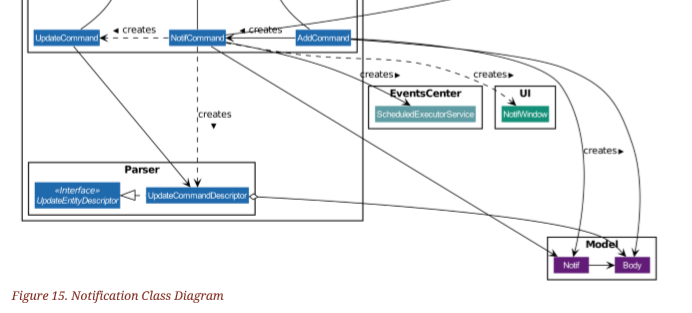 ◄ creates
creates
UpdateCommand
NotifCommand
AddCommand
creates►
creates►
EventsCenter
UI
ScheduledExecutorService
NotifWindow
creates
▼
creates►
Parser
«Interface»
UpdateEntityDescriptor
UpdateCommandDescriptor
Model
Notif
Body
Figure 15. Notification Class Diagram